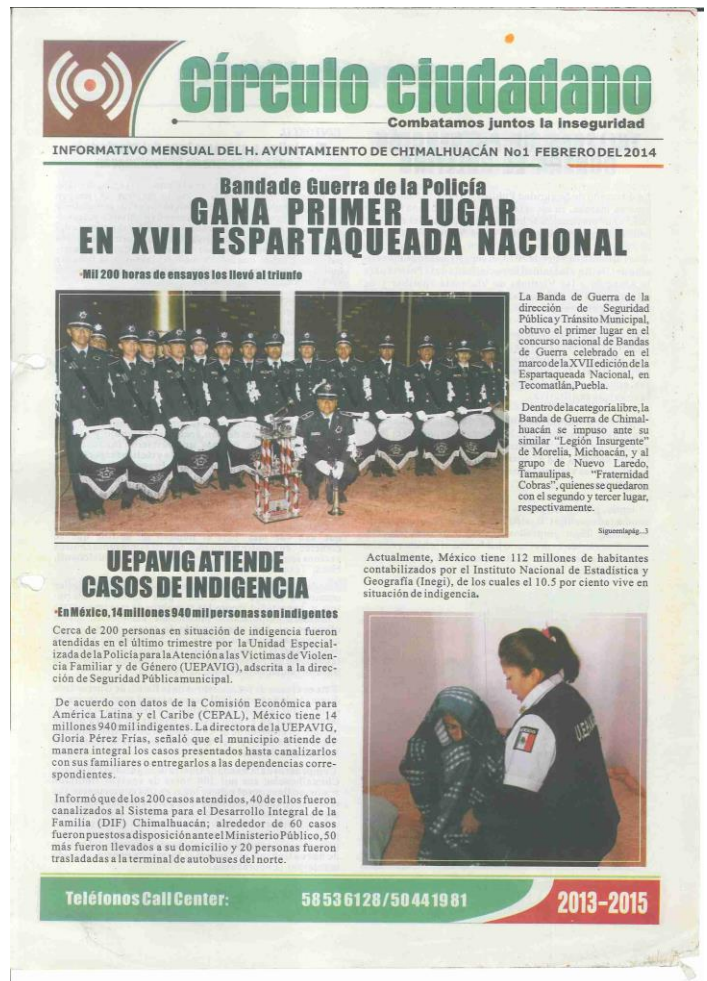 Círculo ciudadano
Combatamos juntos la inseguridad
INFORMATIVO MENSUAL DEL H. AYUNTAMIENTO DE CHIMALHUACÁN No1 FEBRERO DEL 2014
Banda de Guerra de la Policía
GANA PRIMER LUGAR
EN XVII ESPARTAQUEADA NACIONAL
•Mil 200 horas de ensayos los llevó al triunfo
La Banda de Guerra de la
dirección de Seguridad
Pública y Tránsito Municipal,
obtuvo el primer lugar en el
concurso nacional de Bandas
de Guerra celebrado en el
marco de la XVII edición de la
Espartaqueada Nacional, en
Tecomatlán, Puebla.
Dentro de la categoría libre, la
Banda de Guerra de Chimal-
huacán se impuso ante su
similar “Legión Insurgente”
de Morelia, Michoacán, y al
grupo de Nuevo Laredo,
Tamaulipas, “Fraternidad
Cobras”, quienes se quedaron
con el segundo y tercer lugar,
respectivamente.
Sigue en la pág...3
UEPAVIG ATIENDE
CASOS DE INDIGENCIA
•En México, 14 millones 940 mil personas son indigentes
Cerca de 200 personas en situación de indigencia fueron
atendidas en el último trimestre por la Unidad Especial-
izada de la Policía para la Atención a las Víctimas de Violen-
cia Familiar y de Género (UEPAVIG), adscrita a la direc-
ción de Seguridad Pública municipal.
De acuerdo con datos de la Comisión Económica para
América Latina y el Caribe (CEPAL), México tiene 14
millones 940 mil indigentes. La directora de la UEPAVIG,
Gloria Pérez Frías, señaló que el municipio atiende de
manera integral los casos presentados hasta canalizarlos
con sus familiares o entregarlos a las dependencias corre-
spondientes.
Informó que de los 200 casos atendidos, 40 de ellos fueron
canalizados al Sistema para el Desarrollo Integral de la
Familia (DIF) Chimalhuacán; alrededor de 60 casos
fueron puestos a disposición ante el Ministerio Público, 50
más fueron llevados a su domicilio y 20 personas fueron
trasladadas a la terminal de autobuses del norte.
Actualmente, México tiene 112 millones de habitantes
contabilizados por el Instituto Nacional de Estadística y
Geografía (Inegi), de los cuales el 10.5 por ciento vive en
situación de indigencia.
Teléfonos Call Center: 58 53 61 28 / 50 44 19 81 2013-2015